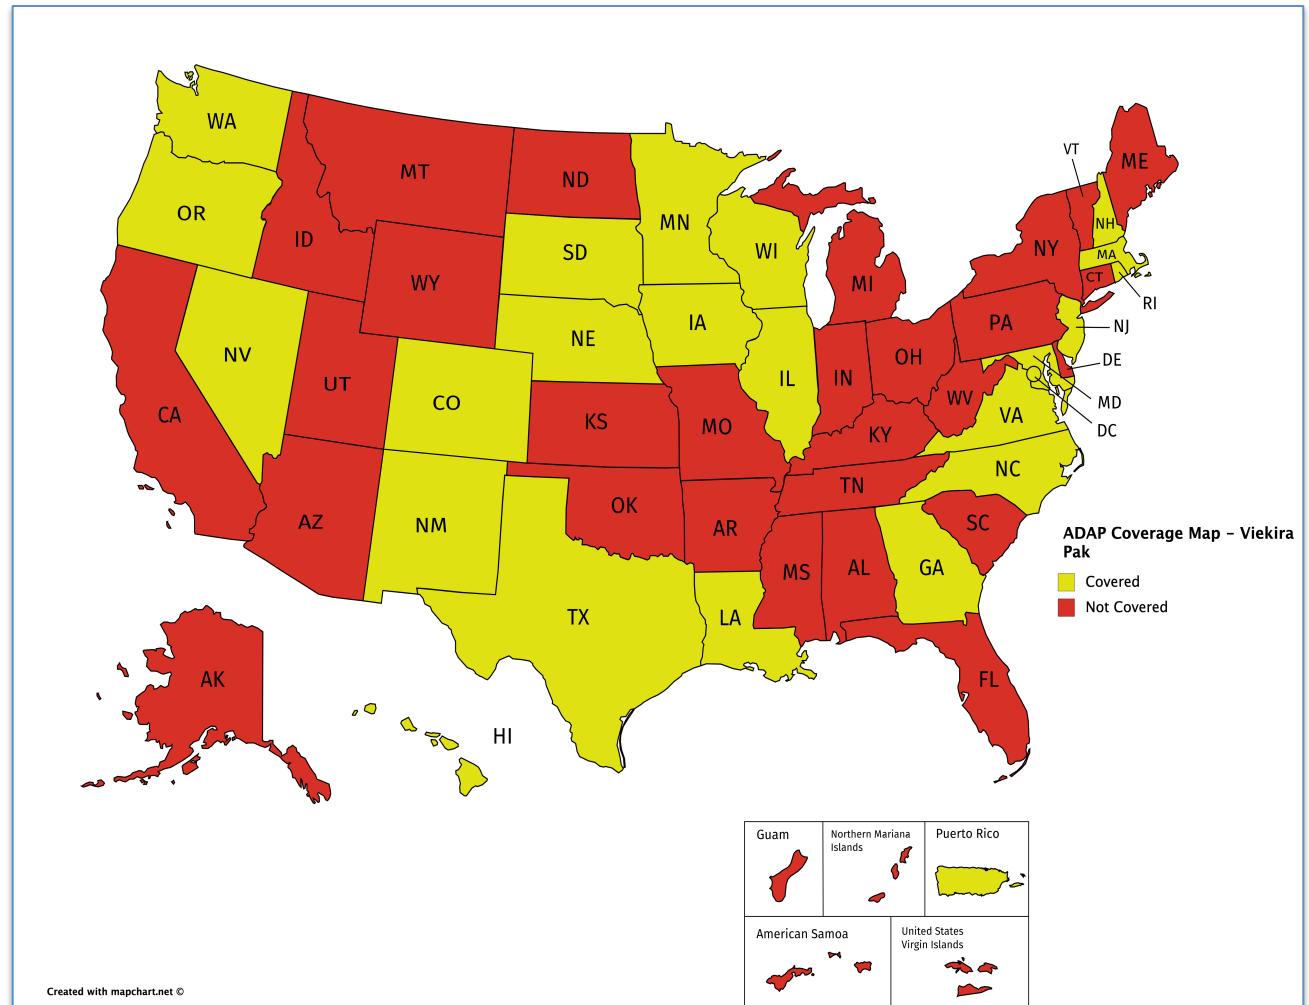 WA
MT
ND
MN
VT
ME
OR
ID
SD
WI
NY
NH
MA
CT
RI
WY
MI
NE
IA
PA
NJ
NV
UT
CO
IL
IN
OH
DE
MD
DC
CA
KS
MO
WV
VA
KY
NC
AZ
NM
OK
TN
AR
SC
MS
AL
GA
TX
LA
FL
AK
HI
ADAP Coverage Map – Viekira
Pak
Covered
Not Covered
Guam
Northern Mariana
Islands
Puerto Rico
American Samoa
United States
Virgin Islands
Created with mapchart.net ©